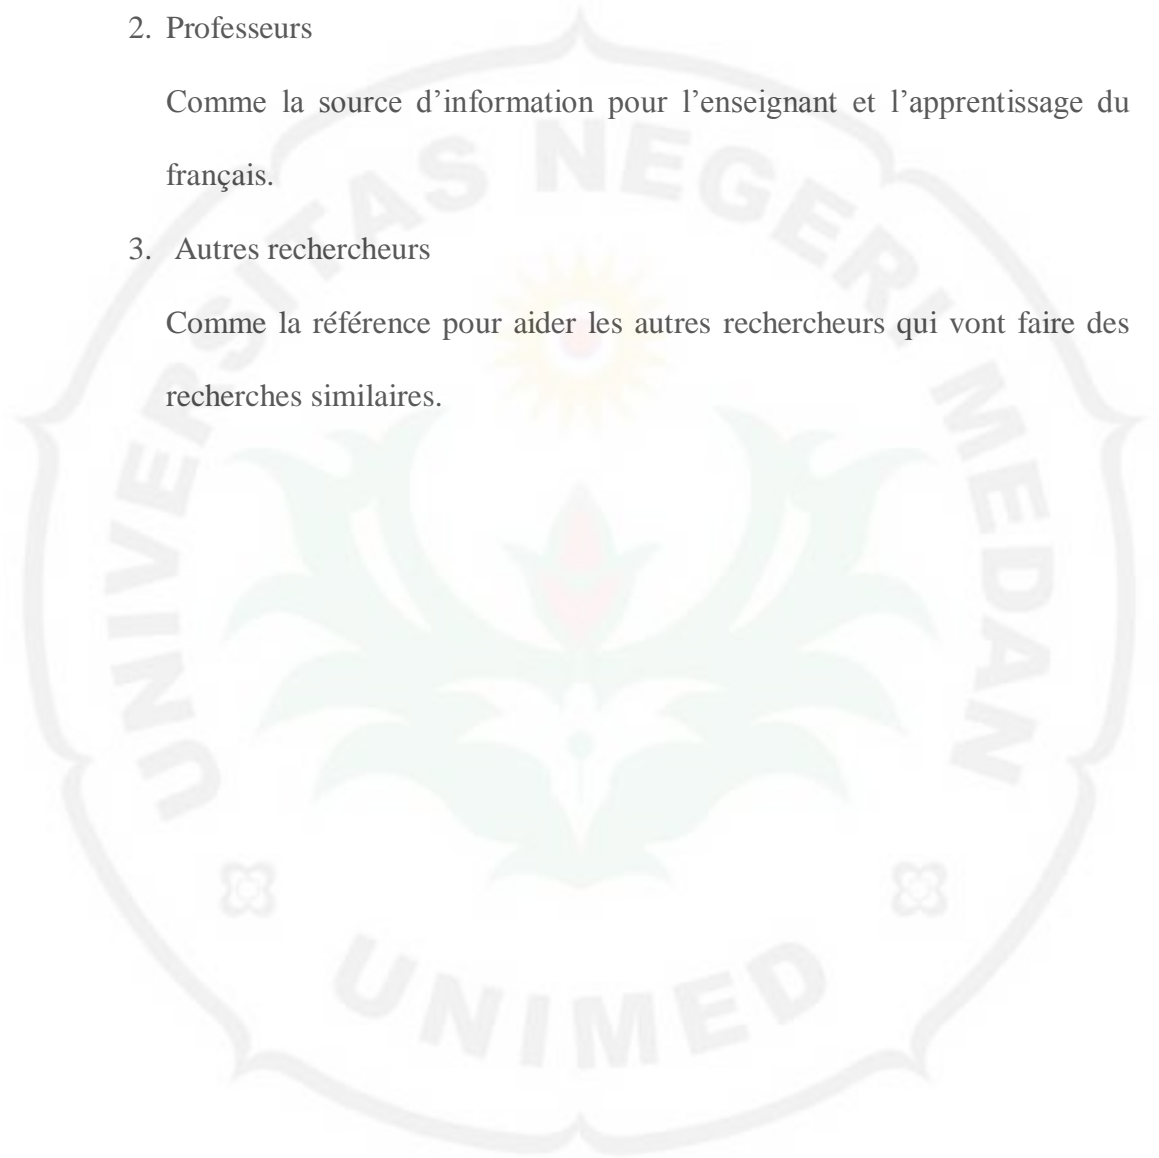 2. Professeurs
Comme la source d’information pour l’enseignant et l’apprentissage du
français.
3. Autres rechercheurs
Comme la référence pour aider les autres rechercheurs qui vont faire des
recherches similaires.
UNIVERSITAS NEGERI MEDAN
UNIMED